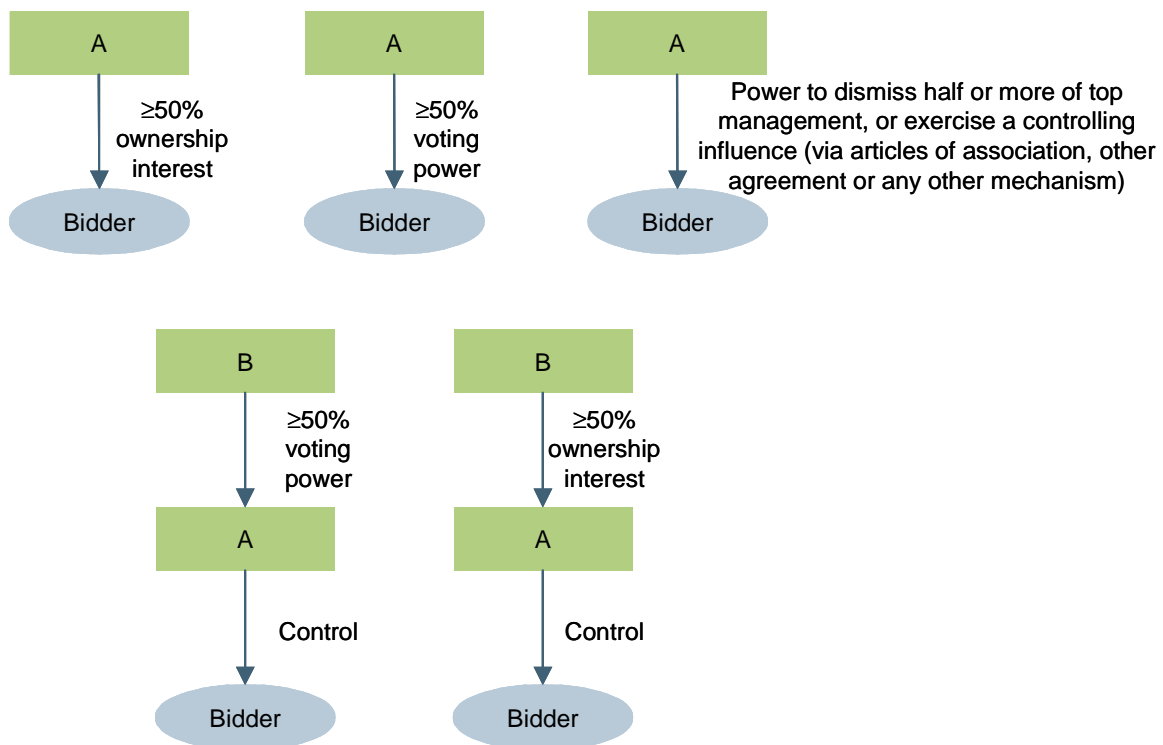 A
≥50%
ownership
interest
Bidder
A
≥50%
voting
power
Bidder
A
Power to dismiss half or more of top
management, or exercise a controlling
influence (via articles of association, other
agreement or any other mechanism)
Bidder
B
≥50%
voting
power
A
Control
Bidder
B
≥50%
ownership
interest
A
Control
Bidder